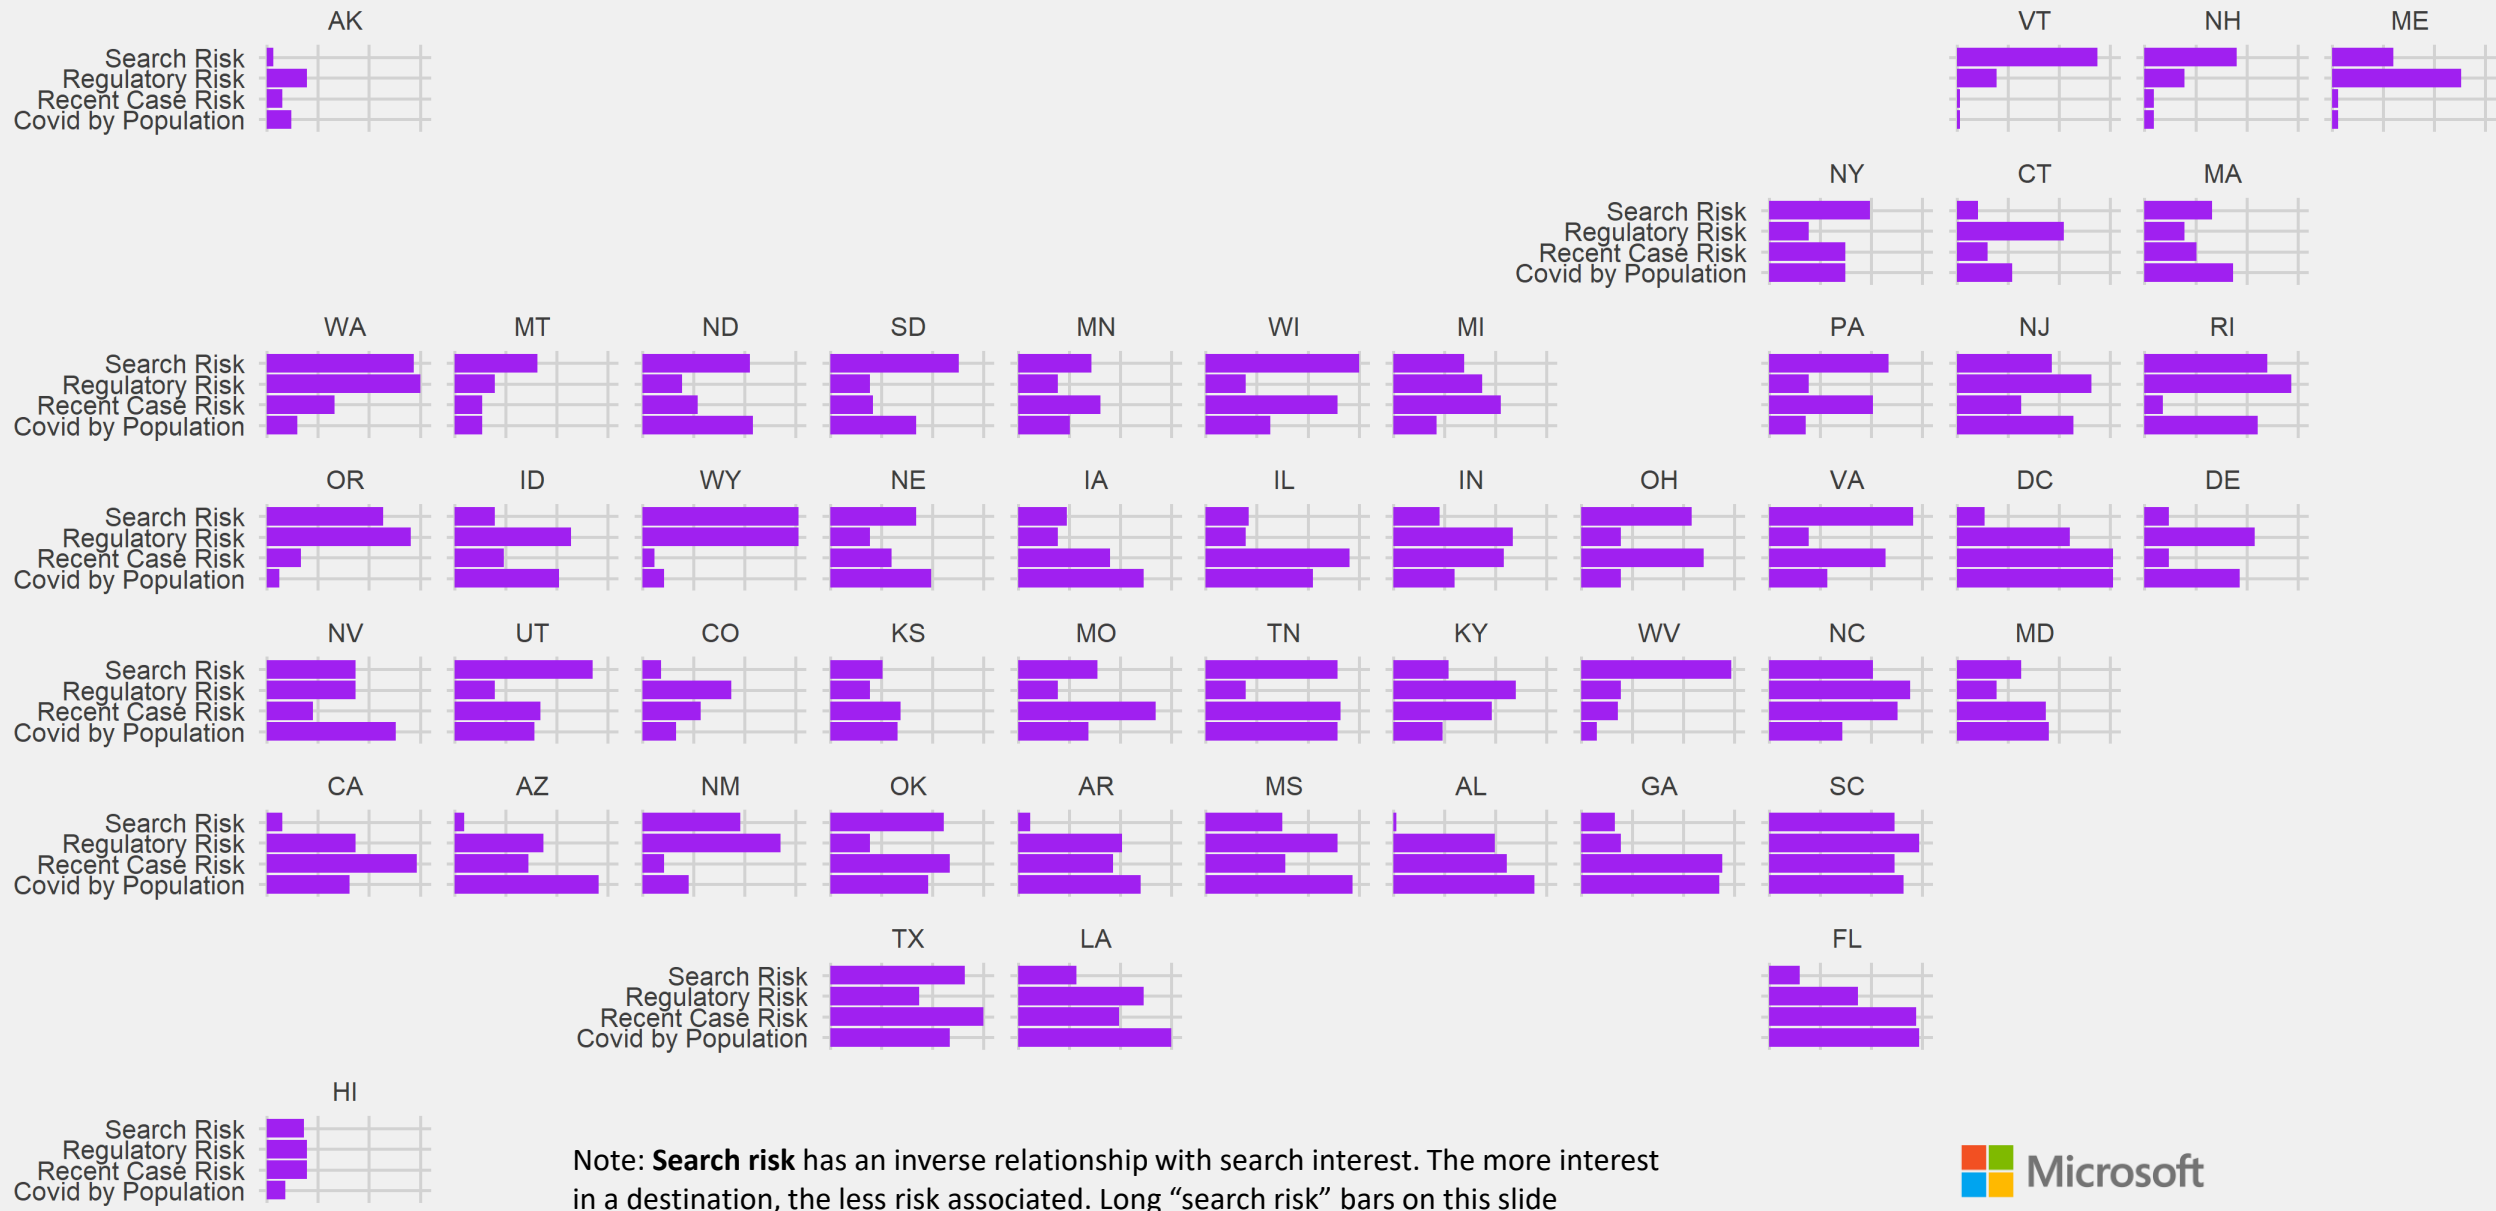 AK VT NH ME
Search Risk
Regulatory Risk
Recent Case Risk
Covid by Population
NY CT MA
Search Risk
Regulatory Risk
Recent Case Risk
Covid by Population
WA MT ND SD MN WI MI PA NJ RI
Search Risk
Regulatory Risk
Recent Case Risk
Covid by Population
OR ID WY NE IA IL IN OH VA DC DE
Search Risk
Regulatory Risk
Recent Case Risk
Covid by Population
NV UT CO KS MO TN KY WV NC MD
Search Risk
Regulatory Risk
Recent Case Risk
Covid by Population
CA AZ NM OK AR MS AL GA SC
Search Risk
Regulatory Risk
Recent Case Risk
Covid by Population
TX LA FL
Search Risk
Regulatory Risk
Recent Case Risk
Covid by Population
HI
Search Risk
Regulatory Risk
Recent Case Risk
Covid by Population
Note: Search risk has an inverse relationship with search interest. The more interest
in a destination, the less risk associated. Long “search risk” bars on this slide
Microsoft